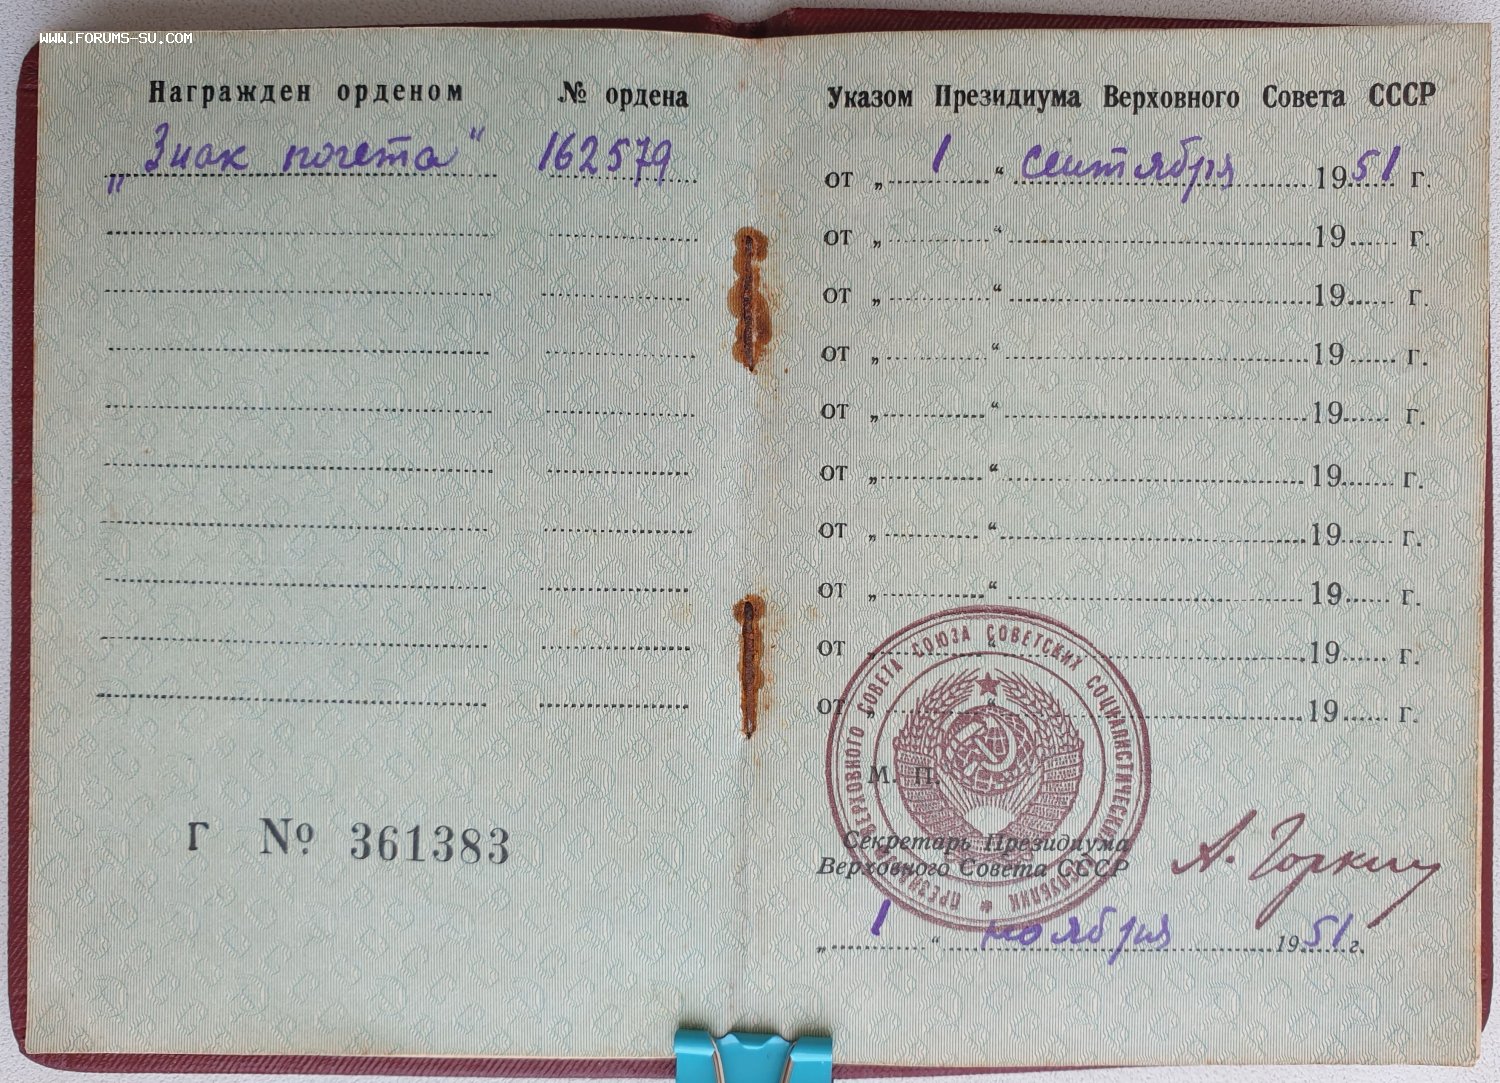 WWW.FORUMS-SU.COM
Награжден орденом № ордена
„Знак почета“ 162579
Г № 361383
Указом Президиума Верховного Совета СССР
от „ 1 “ сентября 1951 г.
от „ “ 19 г.
от „ “ 19 г.
от „ “ 19 г.
от „ “ 19 г.
от „ “ 19 г.
от „ “ 19 г.
от „ “ 19 г.
от „ “ 19 г.
от „ “ 19 г.
М. П.
ПРЕЗИДИУМ ВЕРХОВНОГО СОВЕТА СОЮЗА СОВЕТСКИХ СОЦИАЛИСТИЧЕСКИХ РЕСПУБЛИК
Секретарь Президиума
Верховного Совета СССР
А. Горкин
„ 1 “ ноября 1951 г.